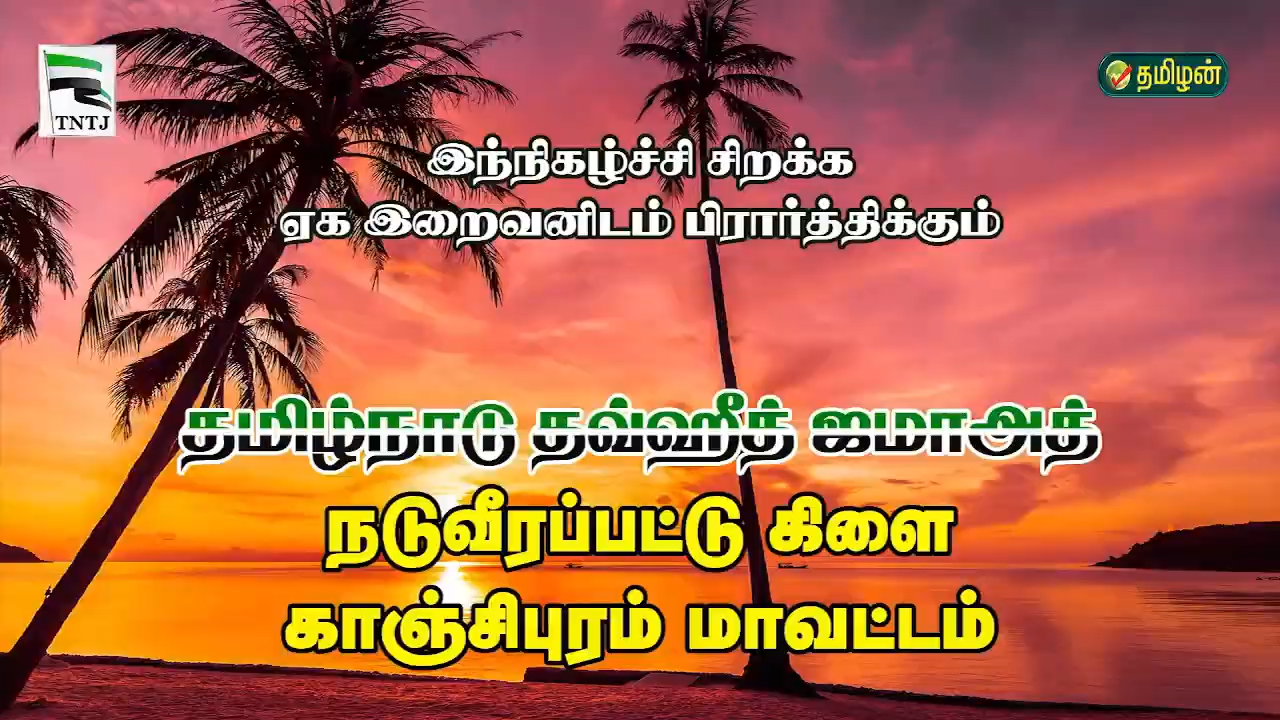 TNTJ
தமிழன்
இந்நிகழ்ச்சி சிறக்க
ஏக இறைவனிடம் பிரார்த்திக்கும்
தமிழ்நாடு தவ்ஹீத் ஜமாஅத்
நடுவீரப்பட்டு கிளை
காஞ்சிபுரம் மாவட்டம்